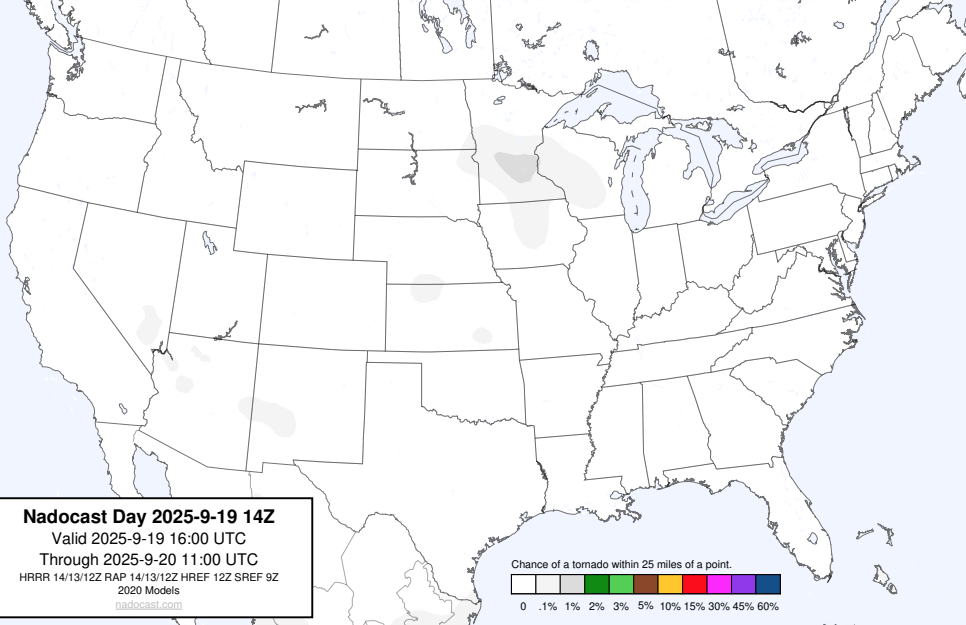 Nadocast Day 2025-9-19 14Z
Valid 2025-9-19 16:00 UTC
Through 2025-9-20 11:00 UTC
HRRR 14/13/12Z RAP 14/13/12Z HREF 12Z SREF 9Z
2020 Models
nadocast.com
Chance of a tornado within 25 miles of a point.
0 .1% 1% 2% 3% 5% 10% 15% 30% 45% 60%